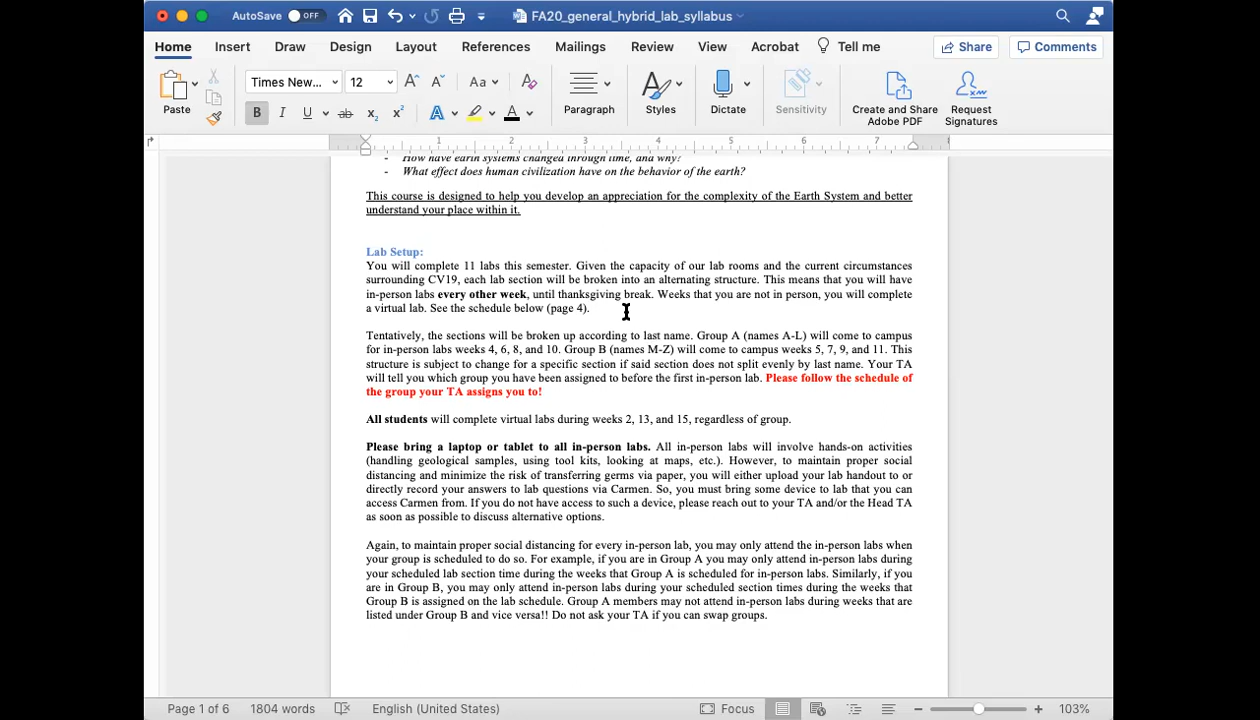 AutoSave OFF FA20_general_hybrid_lab_syllabus
Home Insert Draw Design Layout References Mailings Review View Acrobat Tell me Share Comments
Times New... 12 A^ A˅ Aa
Paste B I U ab x₂ x² A A Paragraph Styles Dictate Sensitivity Create and Share Adobe PDF Request Signatures
1 2 3 4 5 6 7
- How have earth systems changed through time, and why?
- What effect does human civilization have on the behavior of the earth?
This course is designed to help you develop an appreciation for the complexity of the Earth System and better
understand your place within it.
Lab Setup:
You will complete 11 labs this semester. Given the capacity of our lab rooms and the current circumstances
surrounding CV19, each lab section will be broken into an alternating structure. This means that you will have
in-person labs every other week, until thanksgiving break. Weeks that you are not in person, you will complete
a virtual lab. See the schedule below (page 4).
Tentatively, the sections will be broken up according to last name. Group A (names A-L) will come to campus
for in-person labs weeks 4, 6, 8, and 10. Group B (names M-Z) will come to campus weeks 5, 7, 9, and 11. This
structure is subject to change for a specific section if said section does not split evenly by last name. Your TA
will tell you which group you have been assigned to before the first in-person lab. Please follow the schedule of
the group your TA assigns you to!
All students will complete virtual labs during weeks 2, 13, and 15, regardless of group.
Please bring a laptop or tablet to all in-person labs. All in-person labs will involve hands-on activities
(handling geological samples, using tool kits, looking at maps, etc.). However, to maintain proper social
distancing and minimize the risk of transferring germs via paper, you will either upload your lab handout to or
directly record your answers to lab questions via Carmen. So, you must bring some device to lab that you can
access Carmen from. If you do not have access to such a device, please reach out to your TA and/or the Head TA
as soon as possible to discuss alternative options.
Again, to maintain proper social distancing for every in-person lab, you may only attend the in-person labs when
your group is scheduled to do so. For example, if you are in Group A you may only attend in-person labs during
your scheduled lab section time during the weeks that Group A is scheduled for in-person labs. Similarly, if you
are in Group B, you may only attend in-person labs during your scheduled section times during the weeks that
Group B is assigned on the lab schedule. Group A members may not attend in-person labs during weeks that are
listed under Group B and vice versa!! Do not ask your TA if you can swap groups.
Page 1 of 6 1804 words English (United States) Focus 103%